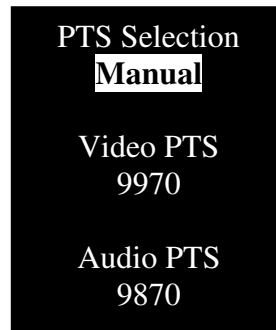 PTS Selection
Manual
Video PTS
9970
Audio PTS
9870